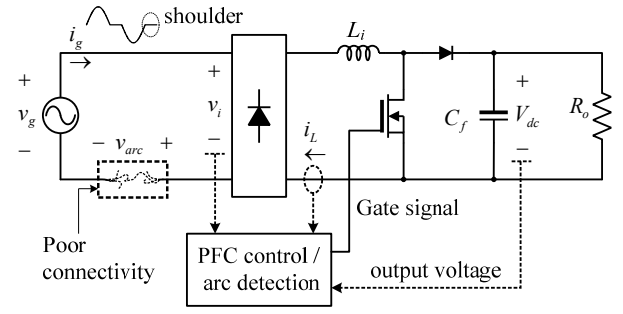 shoulder
i_g
L_i
+
v_g
−
+
v_i
−
− v_arc +
i_L
C_f
+
V_dc
−
R_o
Gate signal
Poor
connectivity
PFC control /
arc detection
output voltage